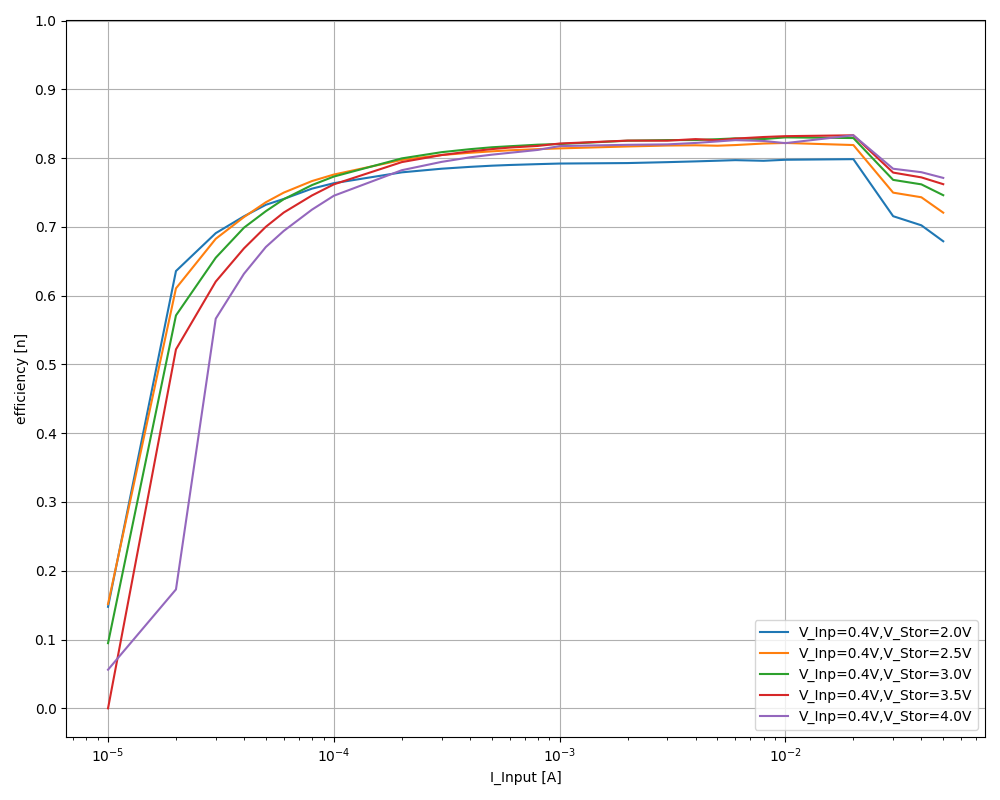 1.0
0.9
0.8
0.7
0.6
0.5
0.4
0.3
0.2
0.1
0.0
efficiency [n]
10⁻⁵
10⁻⁴
10⁻³
10⁻²
I_Input [A]
V_Inp=0.4V,V_Stor=2.0V
V_Inp=0.4V,V_Stor=2.5V
V_Inp=0.4V,V_Stor=3.0V
V_Inp=0.4V,V_Stor=3.5V
V_Inp=0.4V,V_Stor=4.0V